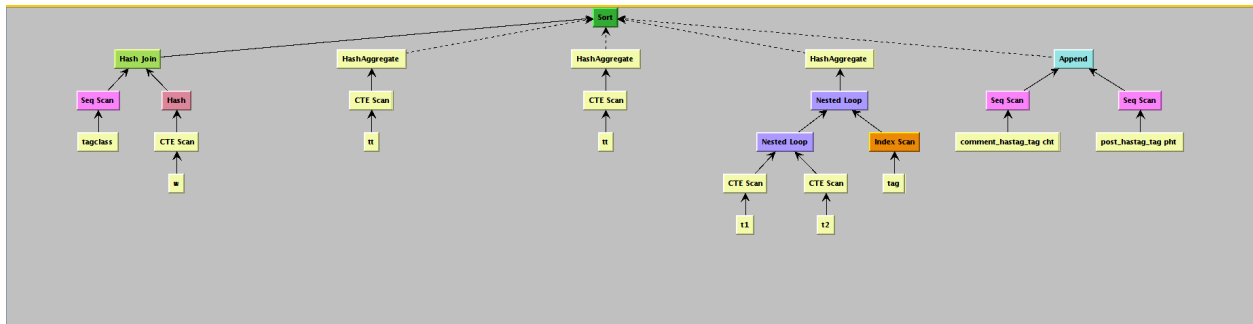 Sort
Hash Join
HashAggregate
HashAggregate
HashAggregate
Append
Seq Scan
Hash
CTE Scan
CTE Scan
Nested Loop
Seq Scan
Seq Scan
tagclass
CTE Scan
tt
tt
Nested Loop
Index Scan
comment_hastag_tag cht
post_hastag_tag pht
w
CTE Scan
CTE Scan
tag
t1
t2